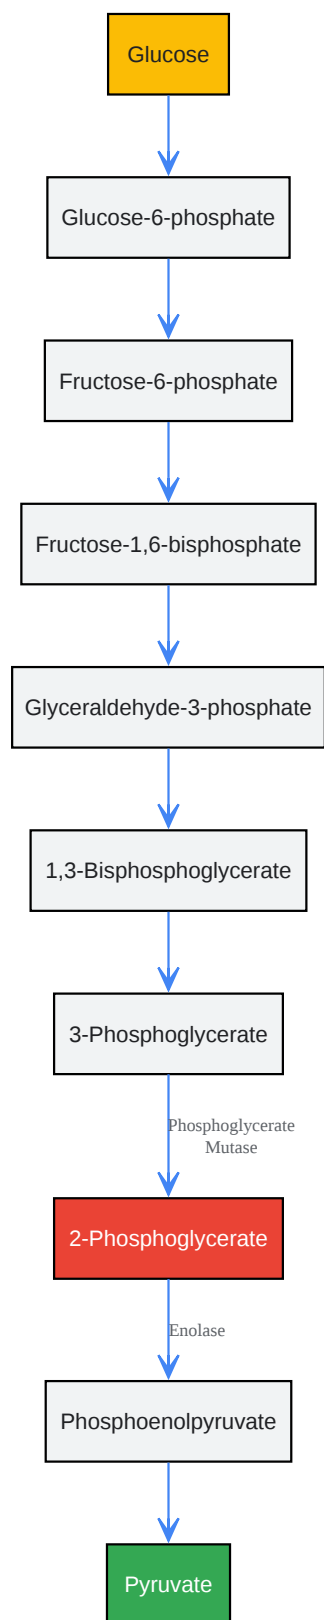 Glucose
Glucose-6-phosphate
Fructose-6-phosphate
Fructose-1,6-bisphosphate
Glyceraldehyde-3-phosphate
1,3-Bisphosphoglycerate
3-Phosphoglycerate
Phosphoglycerate
Mutase
2-Phosphoglycerate
Enolase
Phosphoenolpyruvate
Pyruvate